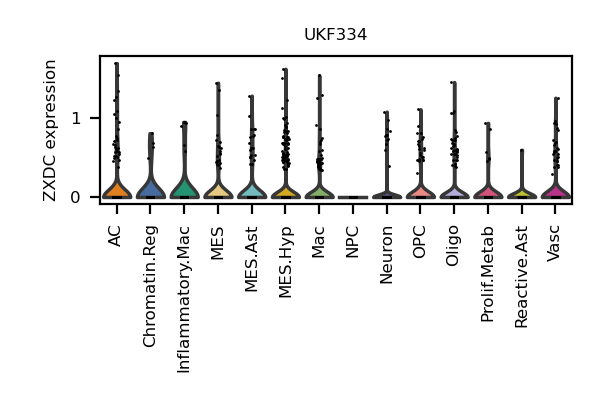 UKF334
ZXDC expression
1
0
AC
Chromatin.Reg
Inflammatory.Mac
MES
MES.Ast
MES.Hyp
Mac
NPC
Neuron
OPC
Oligo
Prolif.Metab
Reactive.Ast
Vasc